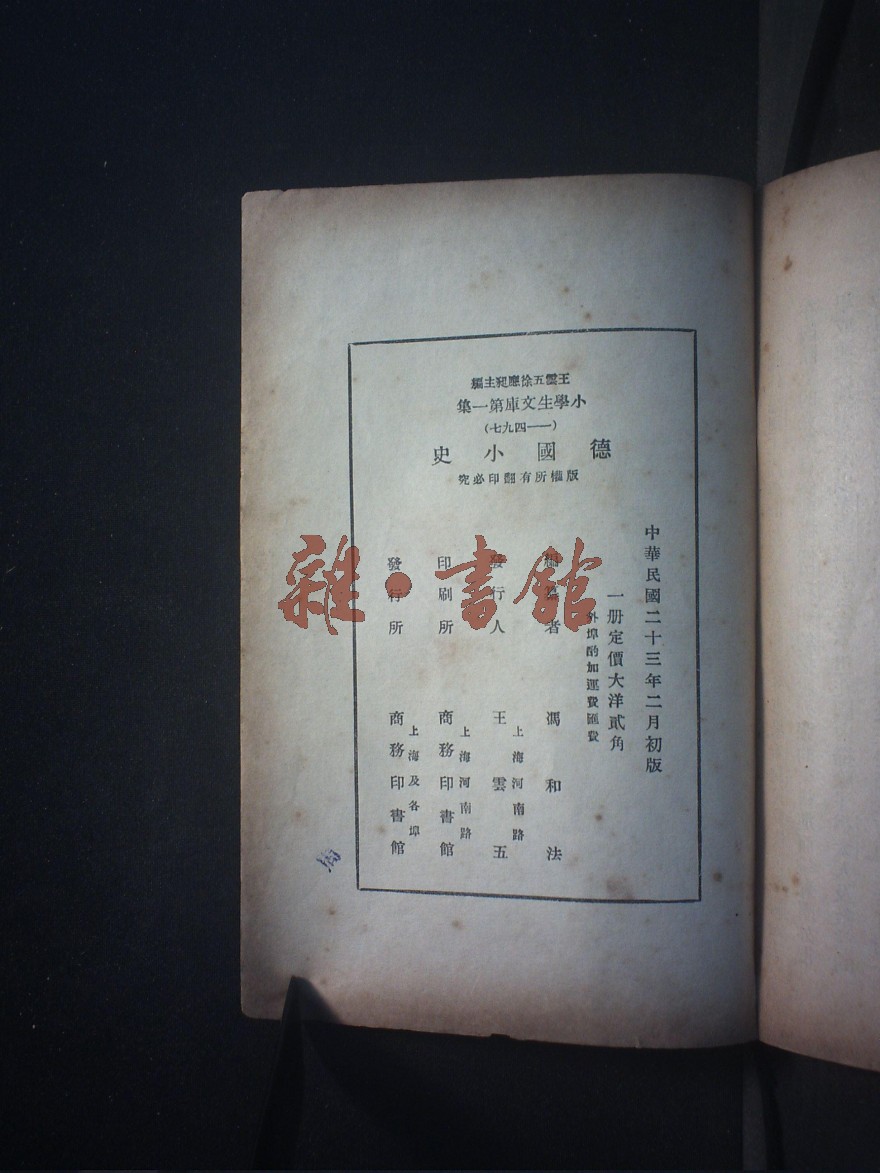 王雲五徐應昶主編
小學生文庫第一集
(一一四九七)
德國小史
版權所有翻印必究
中華民國二十三年二月初版
一册定價大洋貳角
外埠酌加運費匯費
編 者 馮和法
發行人 上海河南路 王雲五
印刷所 上海河南路 商務印書館
發行所 上海及各埠 商務印書館
雜·書館